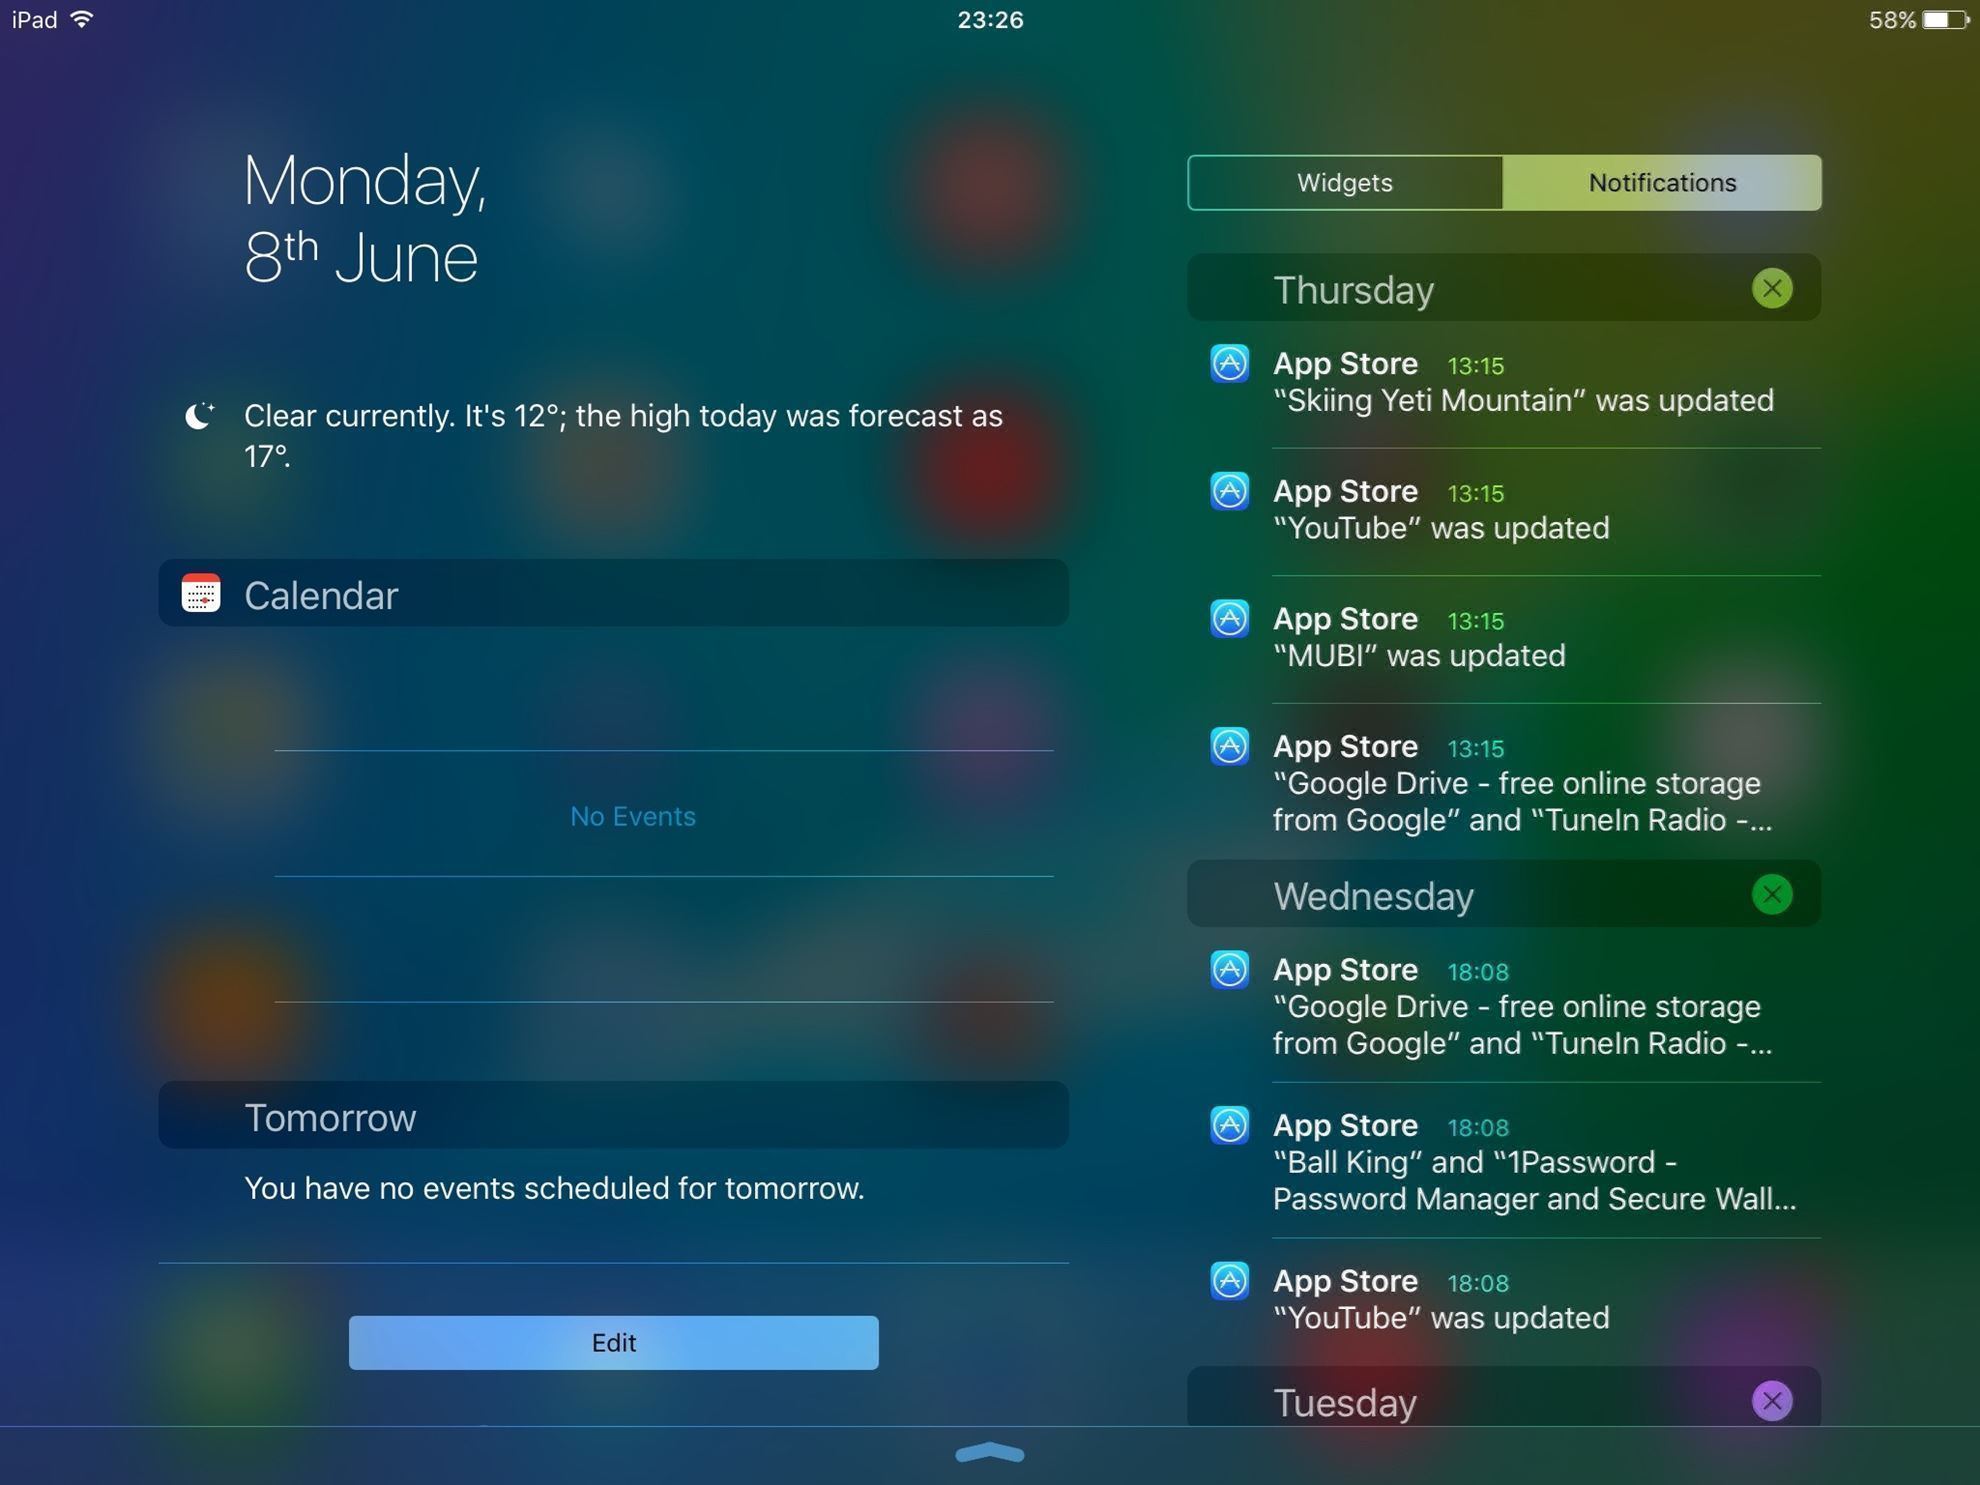 iPad
23:26
58%
Monday,
8th June
Clear currently. It's 12°; the high today was forecast as
17°.
Calendar
No Events
Tomorrow
You have no events scheduled for tomorrow.
Edit
Widgets
Notifications
Thursday
App Store 13:15
“Skiing Yeti Mountain” was updated
App Store 13:15
“YouTube” was updated
App Store 13:15
“MUBI” was updated
App Store 13:15
“Google Drive - free online storage
from Google” and “TuneIn Radio -...
Wednesday
App Store 18:08
“Google Drive - free online storage
from Google” and “TuneIn Radio -...
App Store 18:08
“Ball King” and “1Password -
Password Manager and Secure Wall...
App Store 18:08
“YouTube” was updated
Tuesday